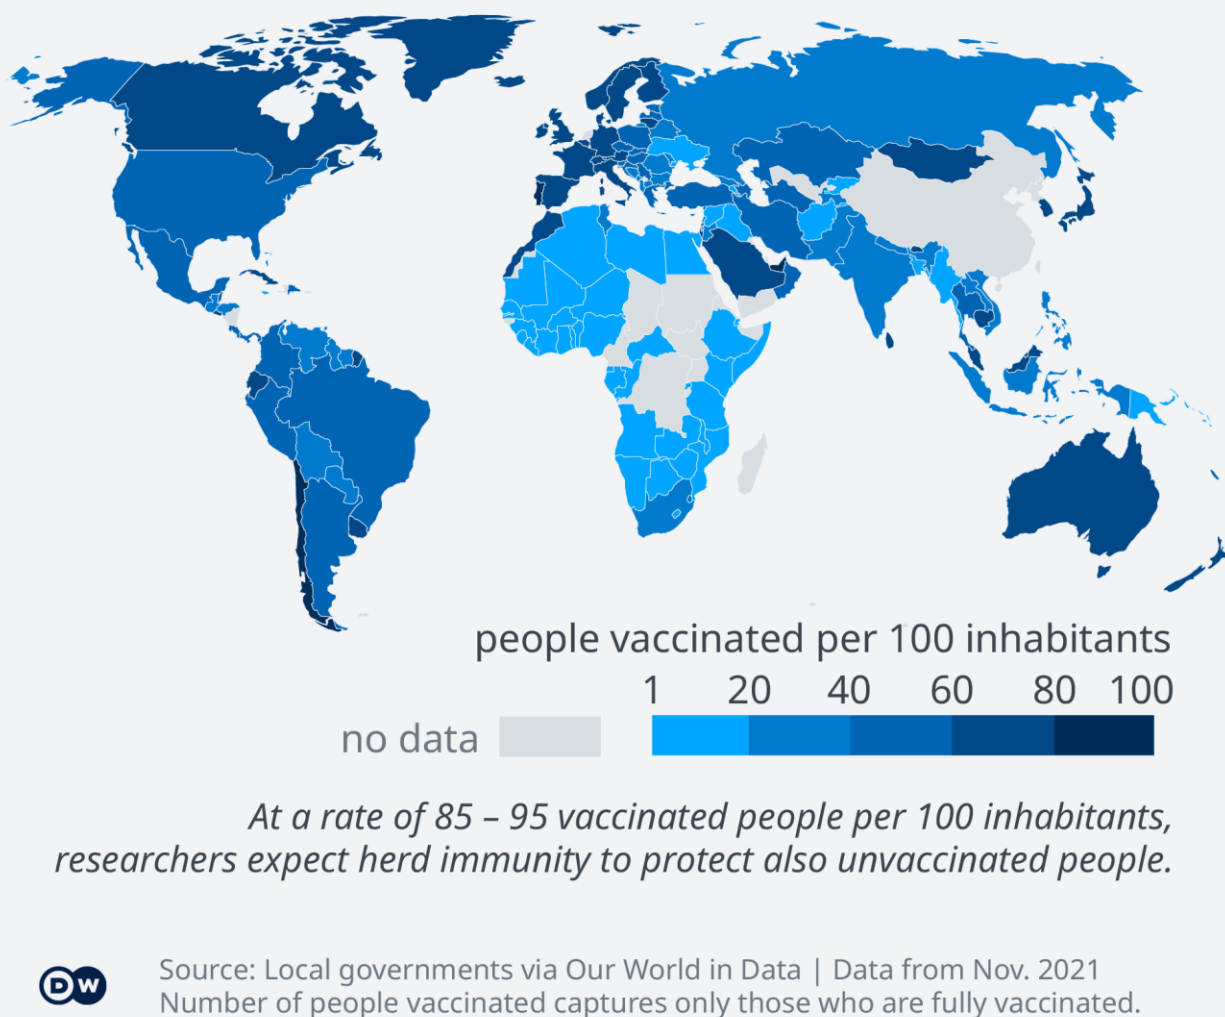 people vaccinated per 100 inhabitants
1 20 40 60 80 100
no data
At a rate of 85 – 95 vaccinated people per 100 inhabitants,
researchers expect herd immunity to protect also unvaccinated people.
DW
Source: Local governments via Our World in Data | Data from Nov. 2021
Number of people vaccinated captures only those who are fully vaccinated.